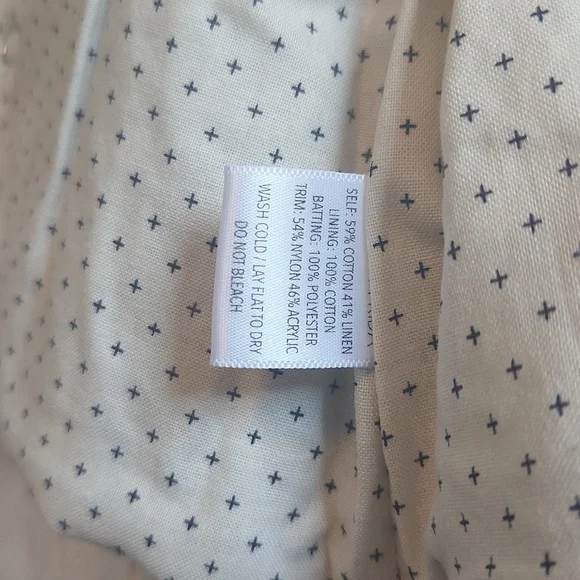 SELF: 59% COTTON 41% LINEN
LINING: 100% COTTON
BATTING: 100% POLYESTER
TRIM: 54% NYLON 46% ACRYLIC
WASH COLD / LAY FLAT TO DRY
DO NOT BLEACH